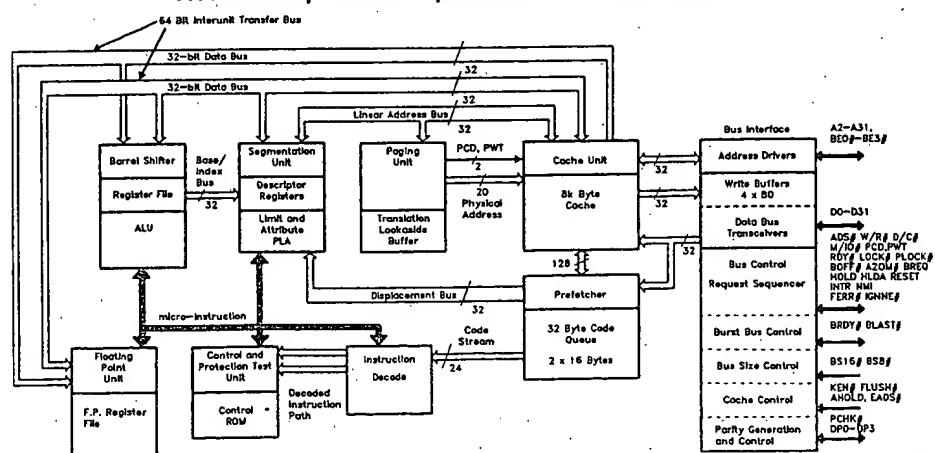 64 Bit Interunit Transfer Bus
32-bit Data Bus
32
32-bit Data Bus
32
32
Linear Address Bus
32
Bus Interface
A2-A31,
BE0#-BE3#
Barrel Shifter
Register File
ALU
Base/
Index
Bus
32
Segmentation
Unit
Descriptor
Registers
Limit and
Attribute
PLA
Paging
Unit
Translation
Lookaside
Buffer
PCD, PWT
2
20
Physical
Address
Cache Unit
8k Byte
Cache
32
32
32
128
Address Drivers
Write Buffers
4 x 80
Data Bus
Transceivers
D0-D31
Bus Control
Request Sequencer
ADS# W/R# D/C#
M/IO# PCD,PWT
RDY# LOCK# PLOCK#
BOFF# A20M# BREQ
HOLD HLDA RESET
INTR NMI
FERR# IGNNE#
Displacement Bus
32
Prefetcher
32 Byte Code
Queue
2 x 16 Bytes
micro-instruction
Code
Stream
24
Burst Bus Control
BRDY# BLAST#
Floating
Point
Unit
F.P. Register
File
Control and
Protection Test
Unit
Control
ROM
Decoded
Instruction
Path
Instruction
Decode
Bus Size Control
BS16# BS8#
Cache Control
KEN# FLUSH#
AHOLD, EADS#
Parity Generation
and Control
PCHK#
DP0-DP3